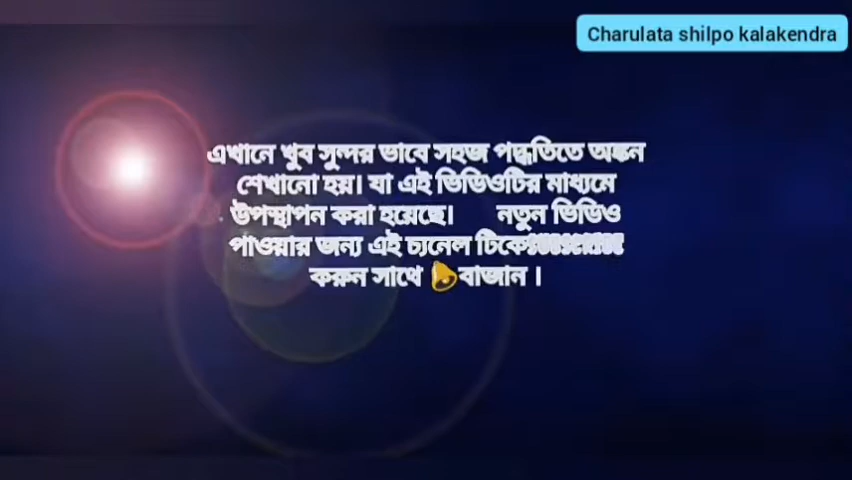 Charulata shilpo kalakendra
এখানে খুব সুন্দর ভাবে সহজ পদ্ধতিতে অঙ্কন
শেখানো হয়। যা এই ভিডিওটির মাধ্যমে
উপস্থাপন করা হয়েছে। নতুন ভিডিও
পাওয়ার জন্য এই চ্যনেল টিকে
করুন সাথে 🔔বাজান ।